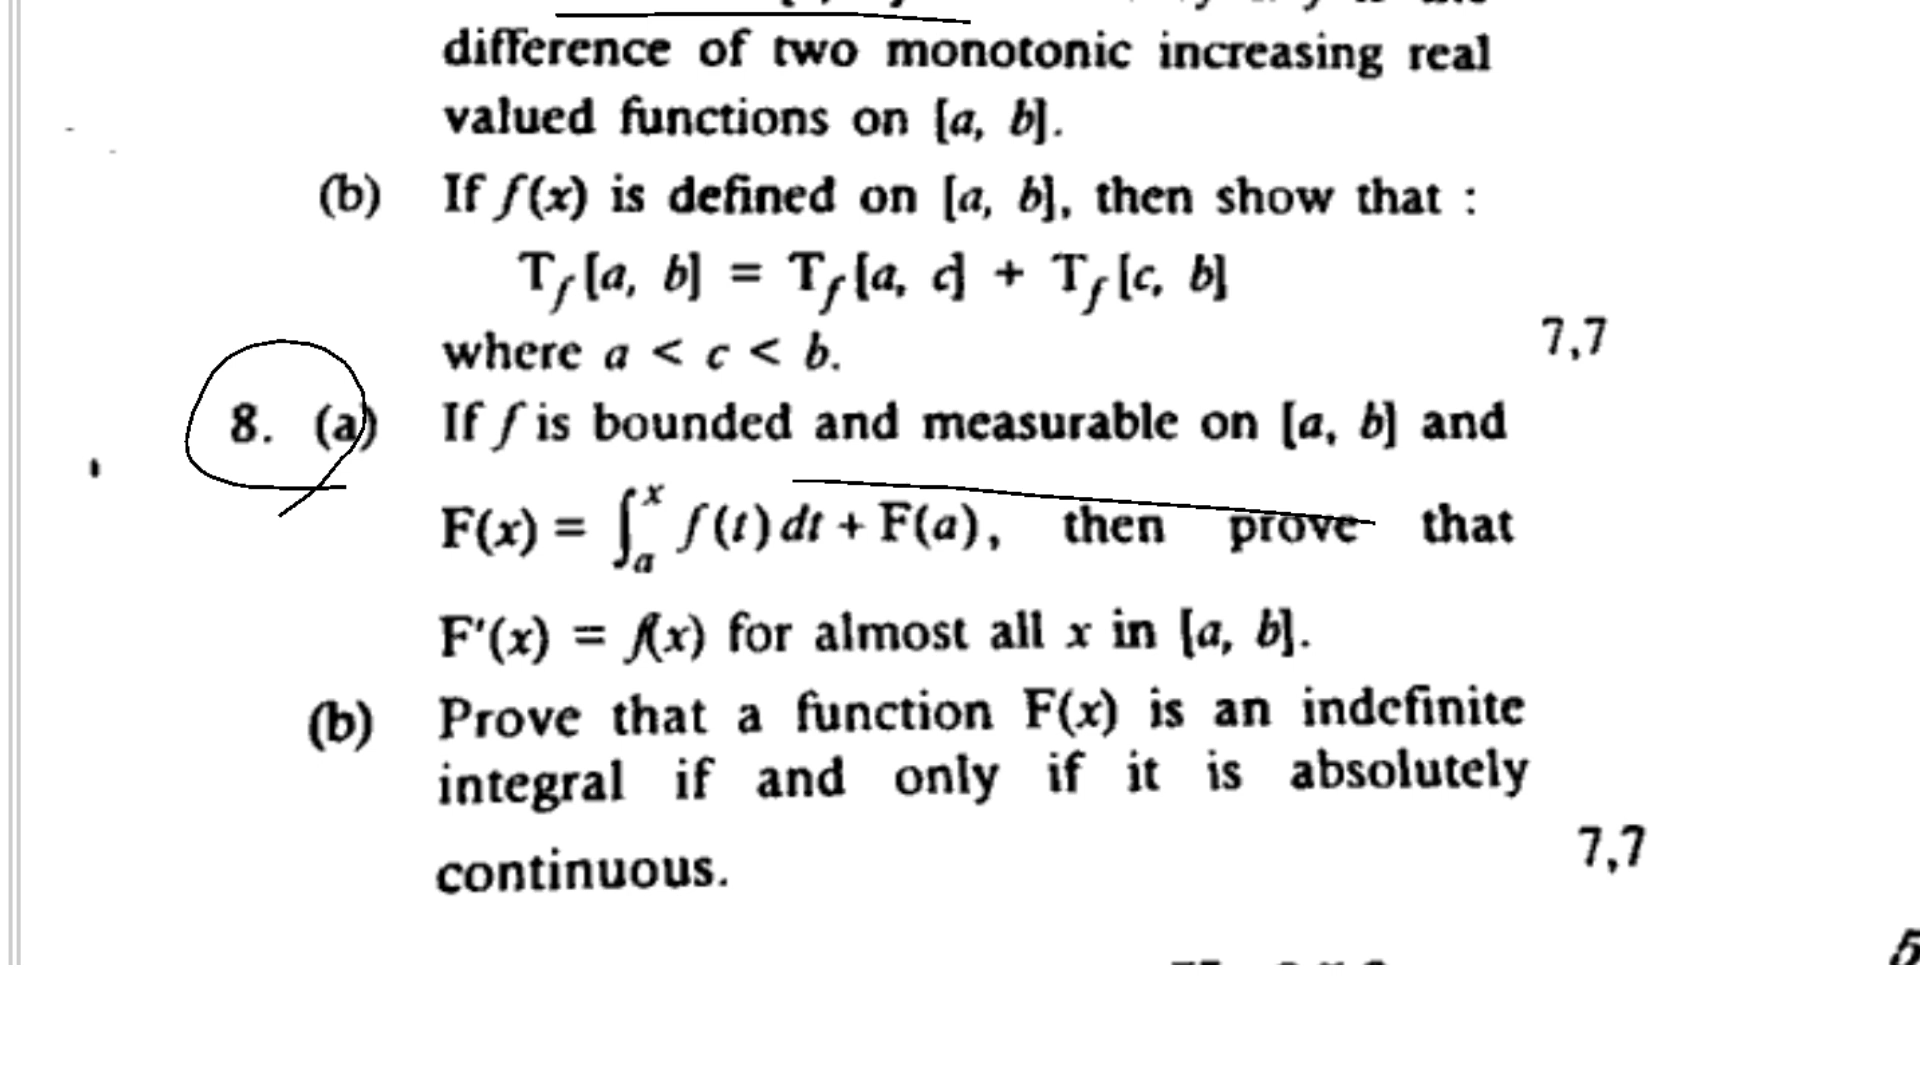 difference of two monotonic increasing real
valued functions on [a, b].
(b) If f(x) is defined on [a, b], then show that :
T_f [a, b] = T_f [a, c] + T_f [c, b]
where a < c < b. 7,7
8. (a) If f is bounded and measurable on [a, b] and
F(x) = ∫_a^x f(t) dt + F(a), then prove that
F′(x) = f(x) for almost all x in [a, b].
(b) Prove that a function F(x) is an indefinite
integral if and only if it is absolutely
continuous. 7,7